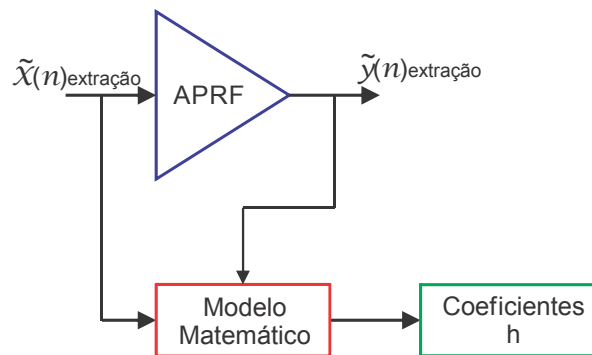 x̃(n)extração
APRF
ỹ(n)extração
Modelo
Matemático
Coeficientes
h